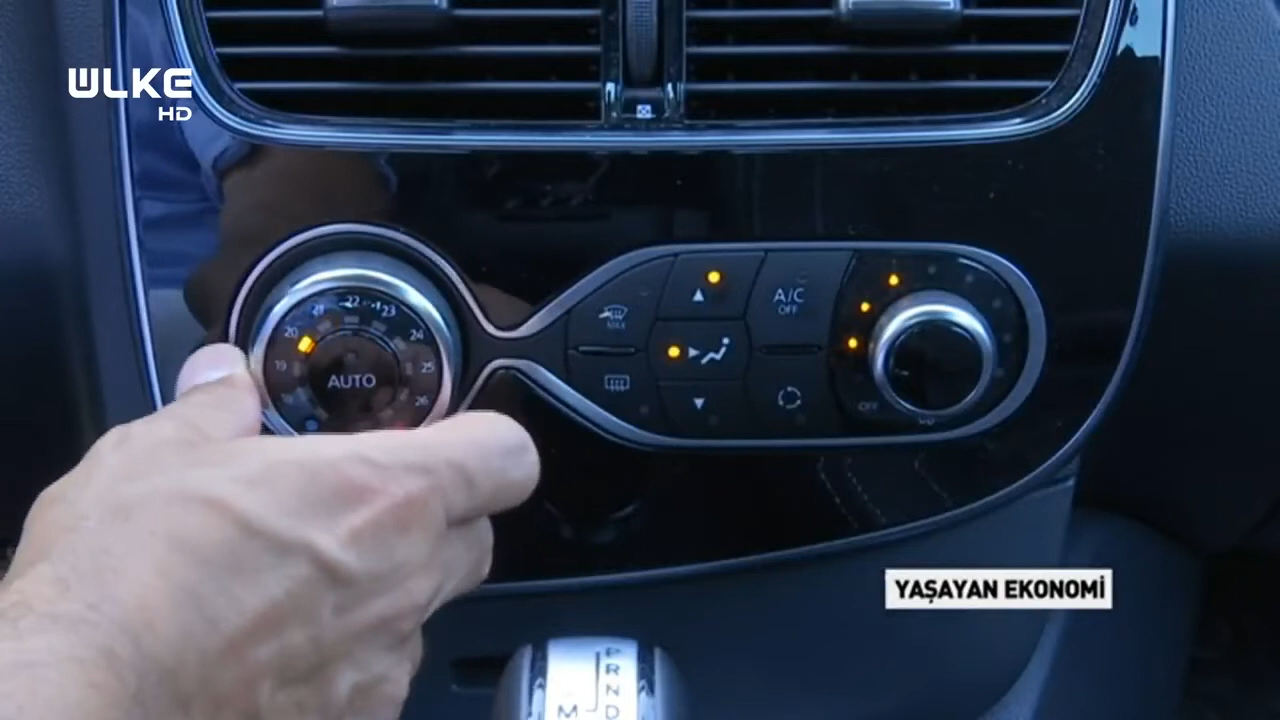 ULKE
HD
22
21
23
20
24
19
25
26
AUTO
MAX
A/C
OFF
OFF
YAŞAYAN EKONOMİ
P
R
N
M
D